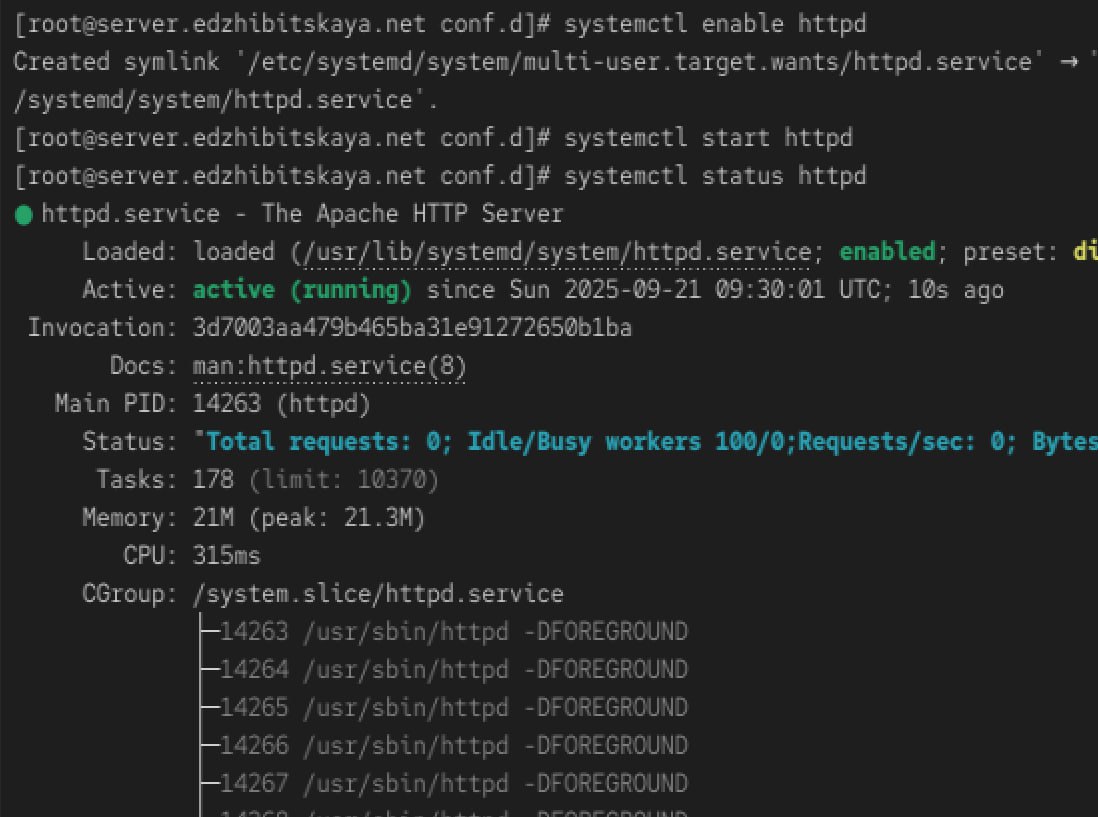 [root@server.edzhibitskaya.net conf.d]# systemctl enable httpd
Created symlink '/etc/systemd/system/multi-user.target.wants/httpd.service' → '
/systemd/system/httpd.service'.
[root@server.edzhibitskaya.net conf.d]# systemctl start httpd
[root@server.edzhibitskaya.net conf.d]# systemctl status httpd
● httpd.service - The Apache HTTP Server
Loaded: loaded (/usr/lib/systemd/system/httpd.service; enabled; preset: di
Active: active (running) since Sun 2025-09-21 09:30:01 UTC; 10s ago
Invocation: 3d7003aa479b465ba31e91272650b1ba
Docs: man:httpd.service(8)
Main PID: 14263 (httpd)
Status: "Total requests: 0; Idle/Busy workers 100/0;Requests/sec: 0; Bytes
Tasks: 178 (limit: 10370)
Memory: 21M (peak: 21.3M)
CPU: 315ms
CGroup: /system.slice/httpd.service
├─14263 /usr/sbin/httpd -DFOREGROUND
├─14264 /usr/sbin/httpd -DFOREGROUND
├─14265 /usr/sbin/httpd -DFOREGROUND
├─14266 /usr/sbin/httpd -DFOREGROUND
├─14267 /usr/sbin/httpd -DFOREGROUND